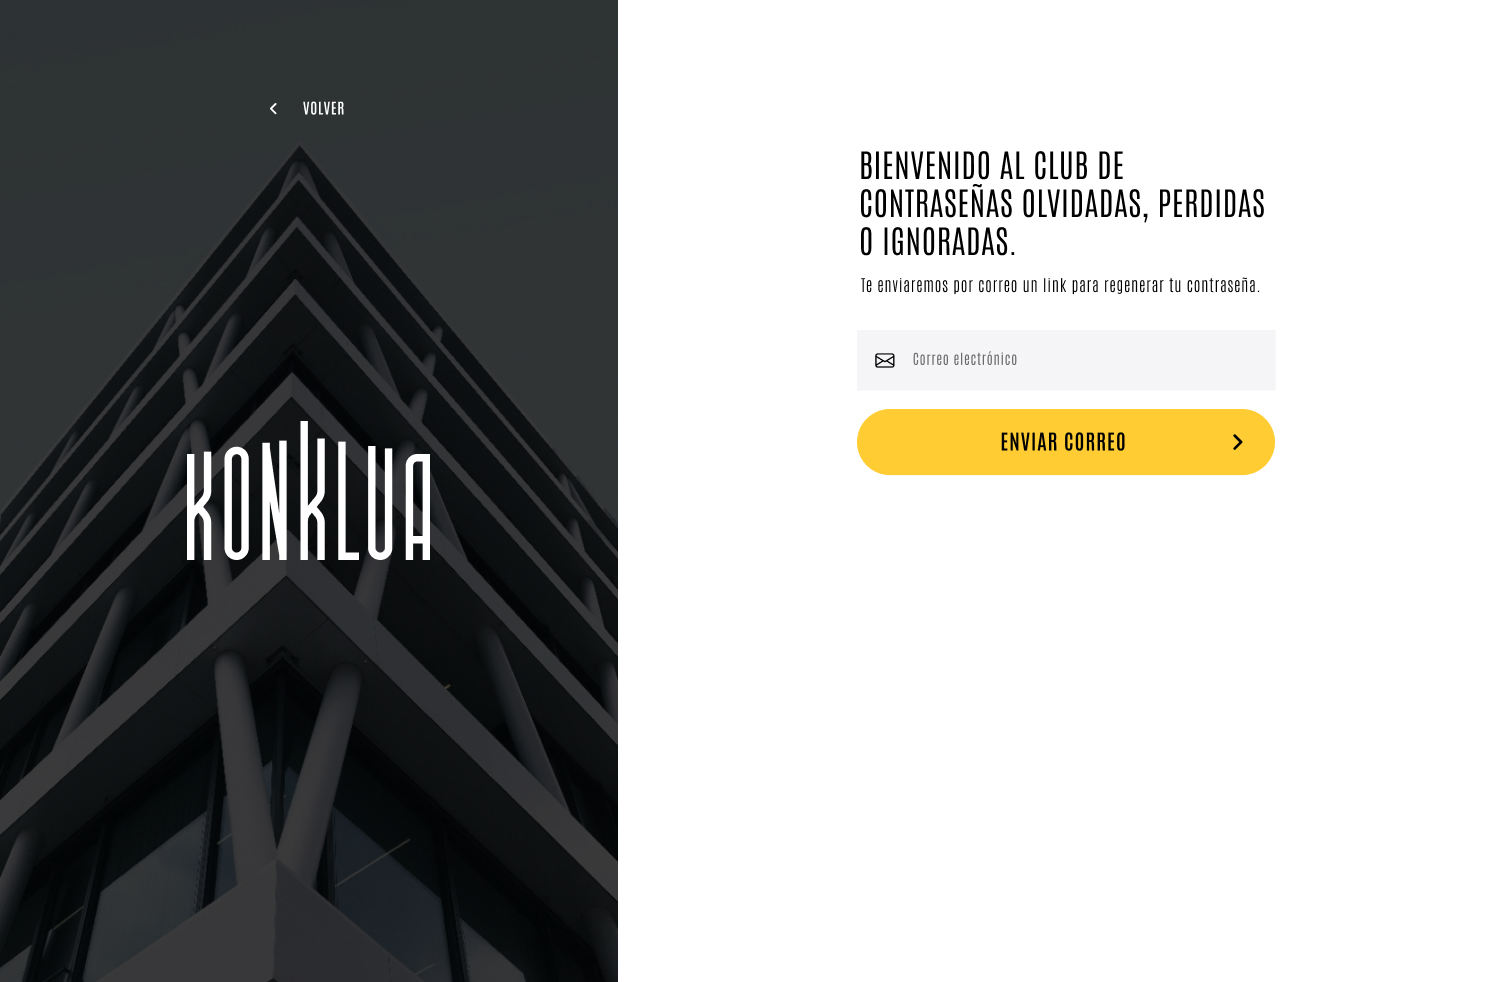 VOLVER
KONKLUA
BIENVENIDO AL CLUB DE
CONTRASEÑAS OLVIDADAS, PERDIDAS
O IGNORADAS.
Te enviaremos por correo un link para regenerar tu contraseña.
Correo electrónico
ENVIAR CORREO